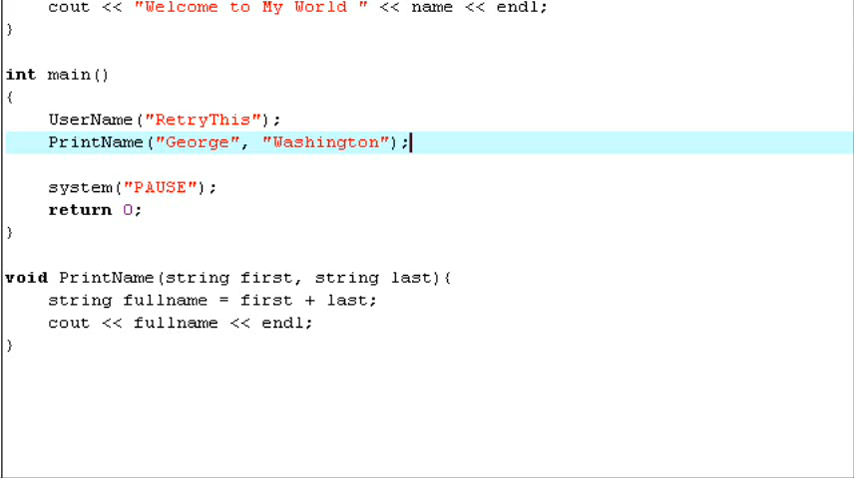 cout << "Welcome to My World " << name << endl;
}
int main()
{
UserName("RetryThis");
PrintName("George", "Washington");
system("PAUSE");
return 0;
}
void PrintName(string first, string last){
string fullname = first + last;
cout << fullname << endl;
}